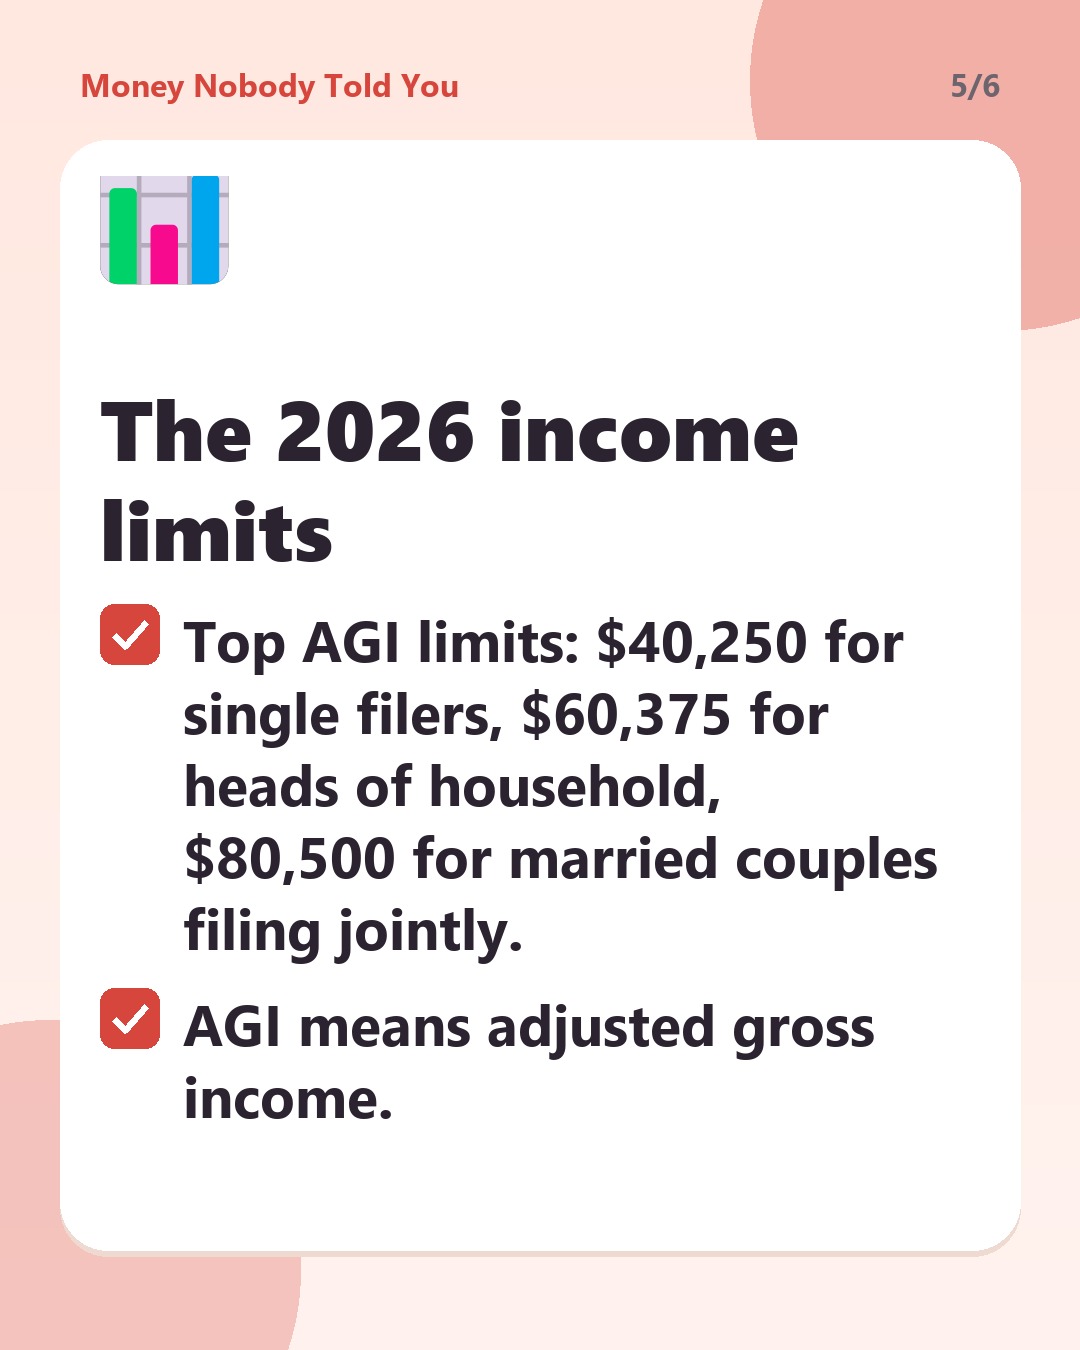 Money Nobody Told You
5/6
The 2026 income
limits
Top AGI limits: $40,250 for
single filers, $60,375 for
heads of household,
$80,500 for married couples
filing jointly.
AGI means adjusted gross
income.